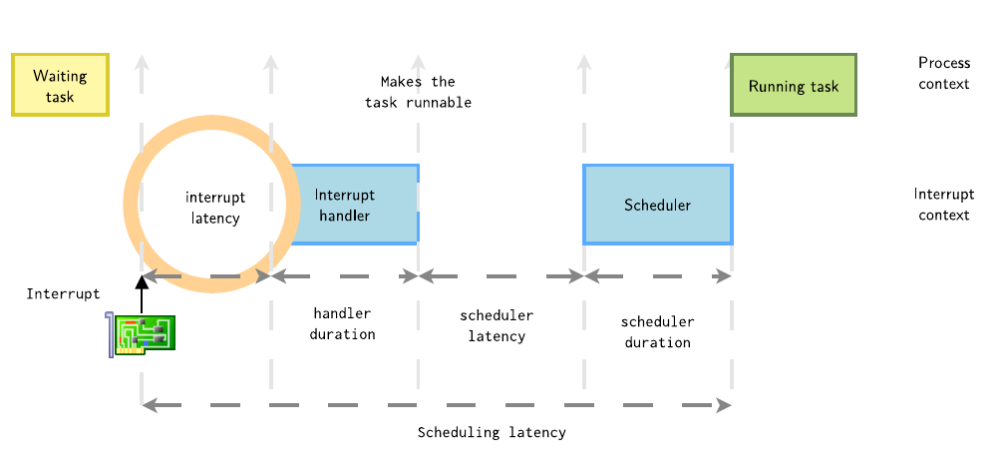 Waiting
task
Makes the
task runnable
Running task
Process
context
interrupt
latency
Interrupt
handler
Scheduler
Interrupt
context
Interrupt
handler
duration
scheduler
latency
scheduler
duration
Scheduling latency